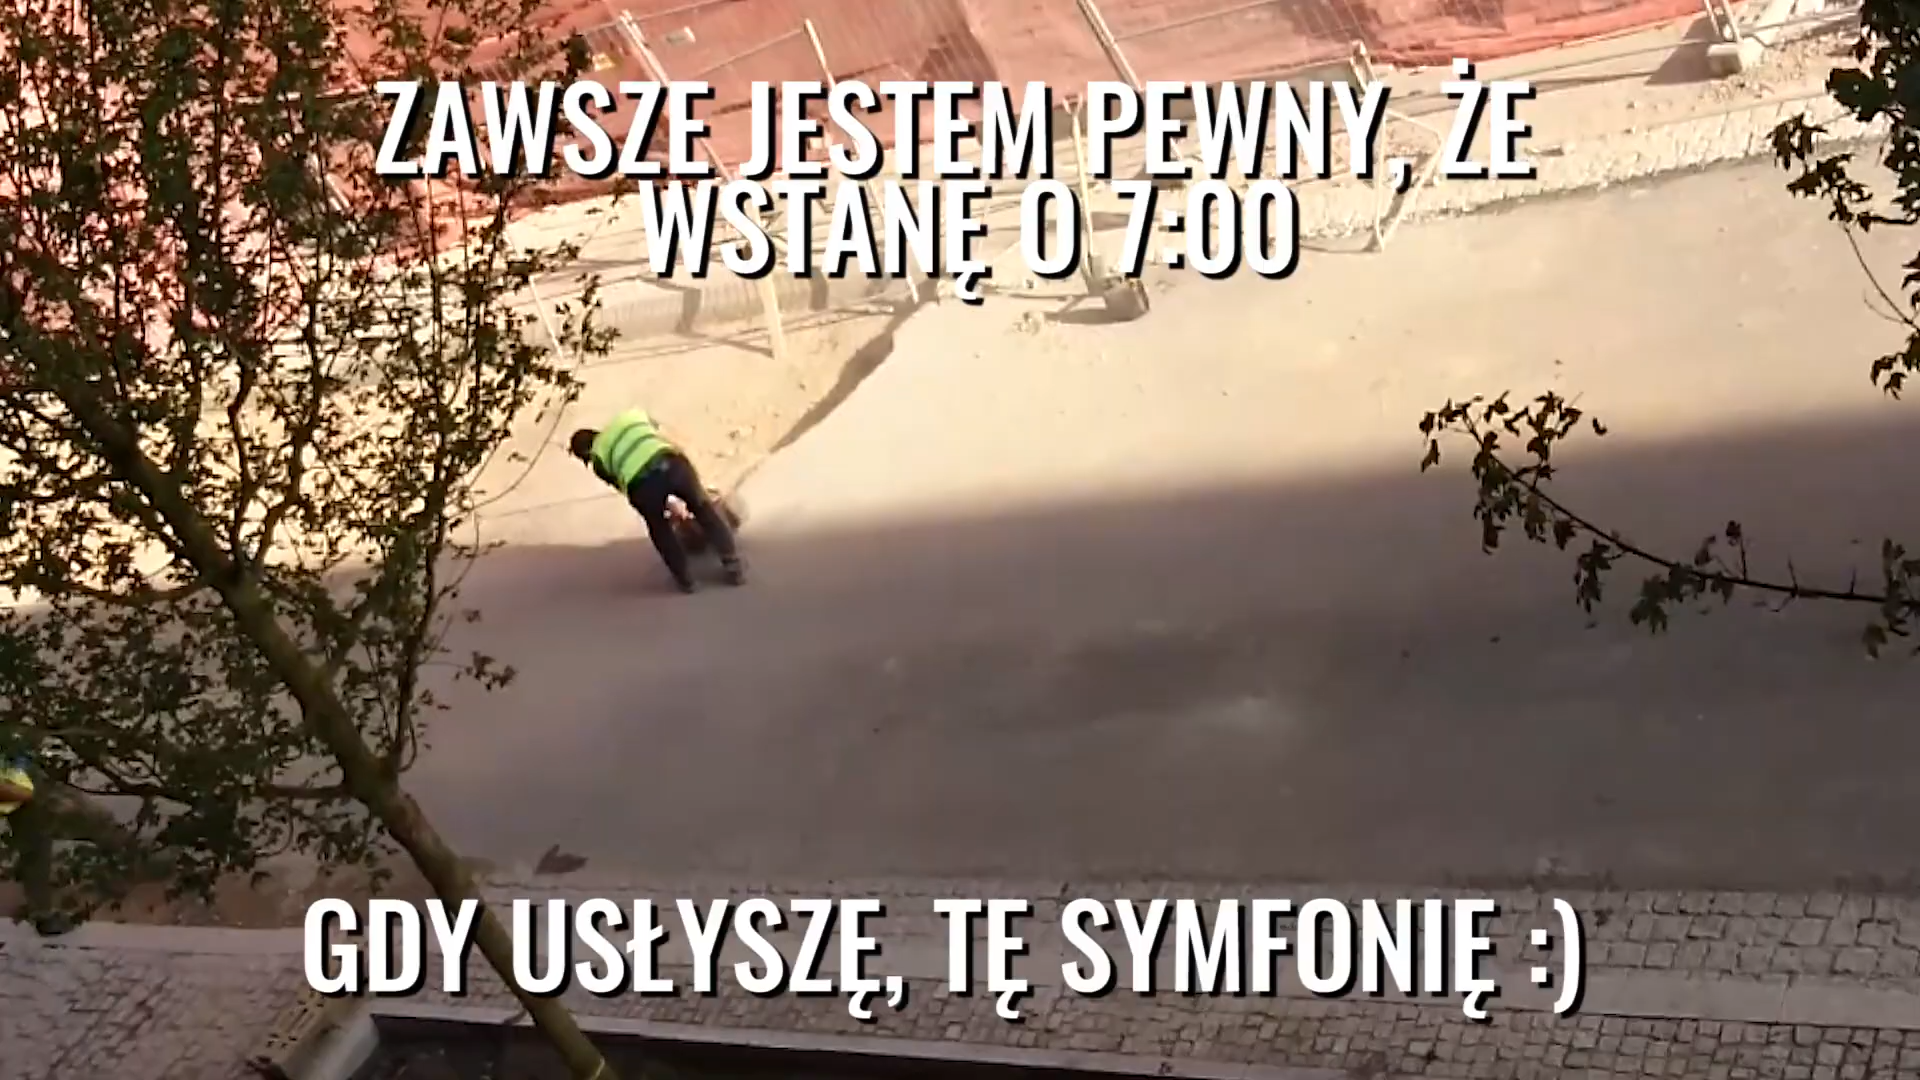 ZAWSZE JESTEM PEWNY, ŻE
WSTANĘ O 7:00
GDY USŁYSZĘ, TĘ SYMFONIĘ :)